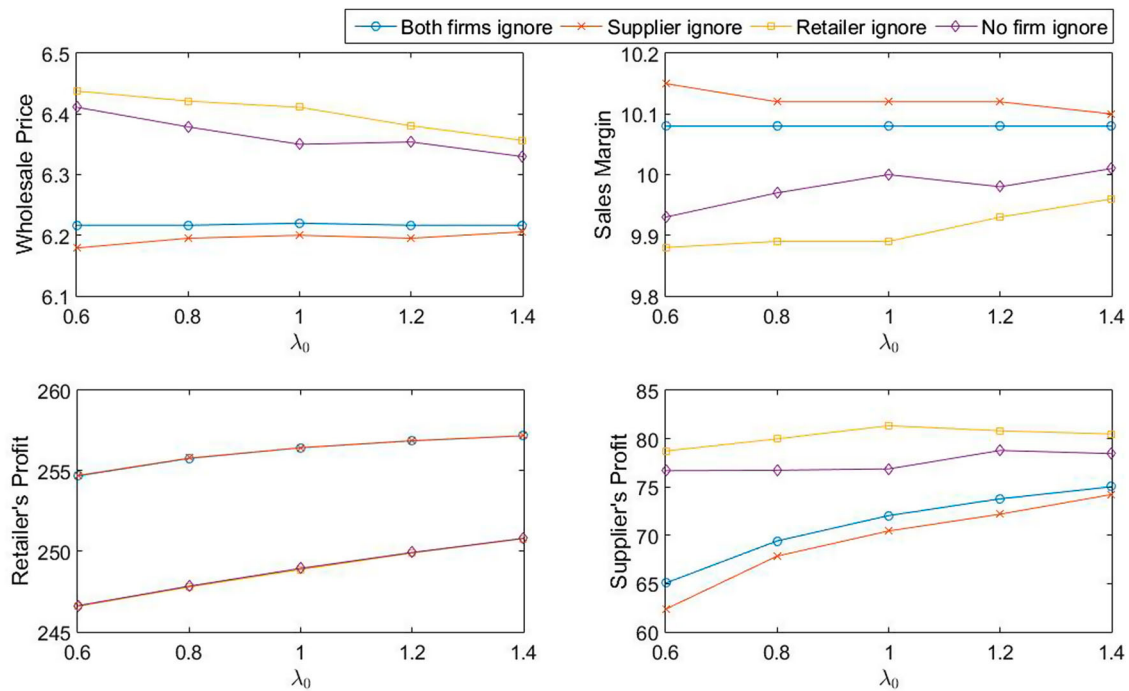 Both firms ignore Supplier ignore Retailer ignore No firm ignore
Wholesale Price
6.5
6.4
6.3
6.2
6.1
0.6 0.8 1 1.2 1.4
λ0
Sales Margin
10.2
10.1
10
9.9
9.8
0.6 0.8 1 1.2 1.4
λ0
Retailer's Profit
260
255
250
245
0.6 0.8 1 1.2 1.4
λ0
Supplier's Profit
85
80
75
70
65
60
0.6 0.8 1 1.2 1.4
λ0